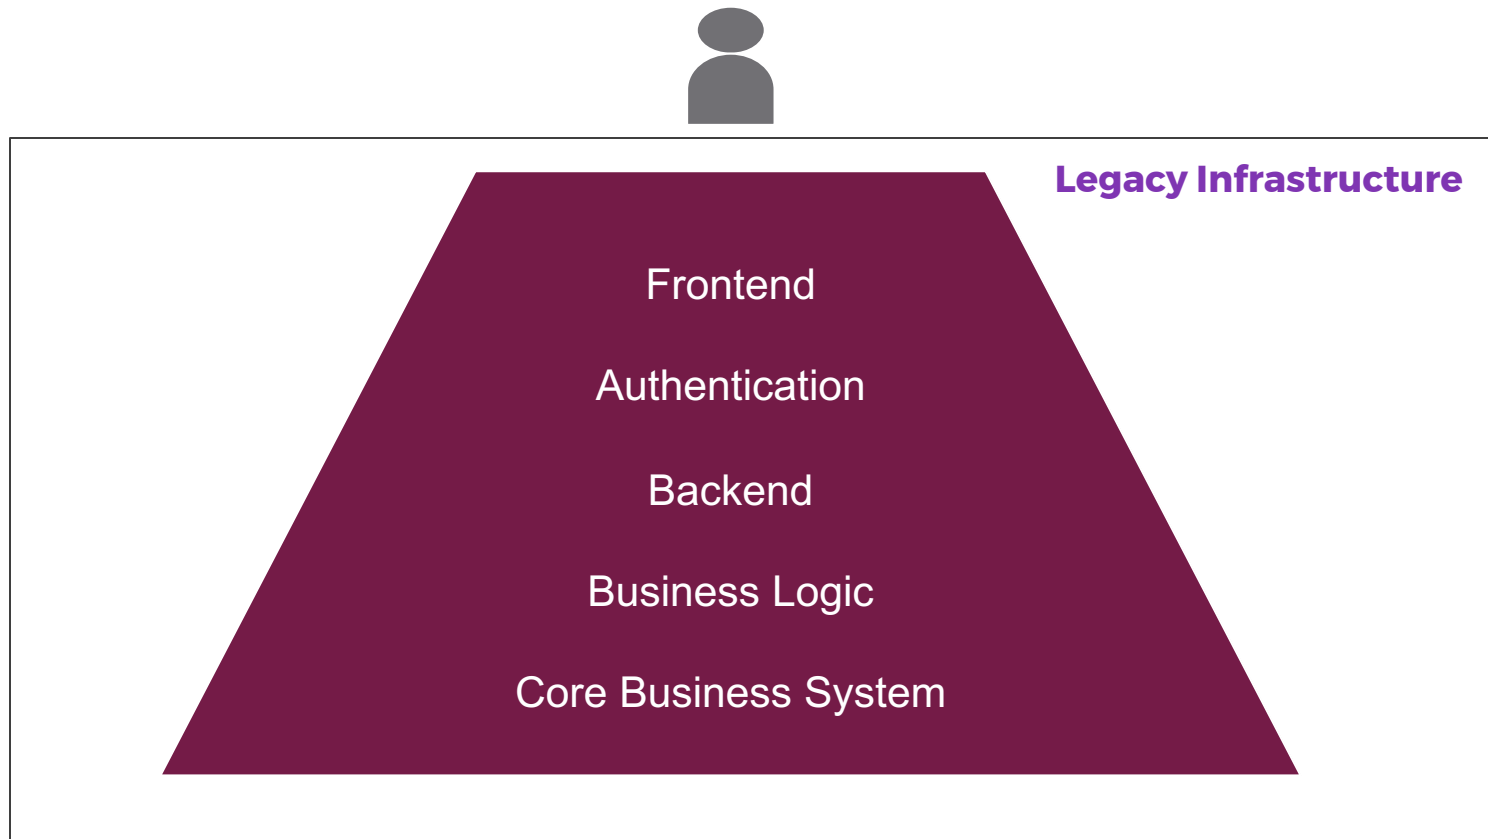 Legacy Infrastructure
Frontend
Authentication
Backend
Business Logic
Core Business System